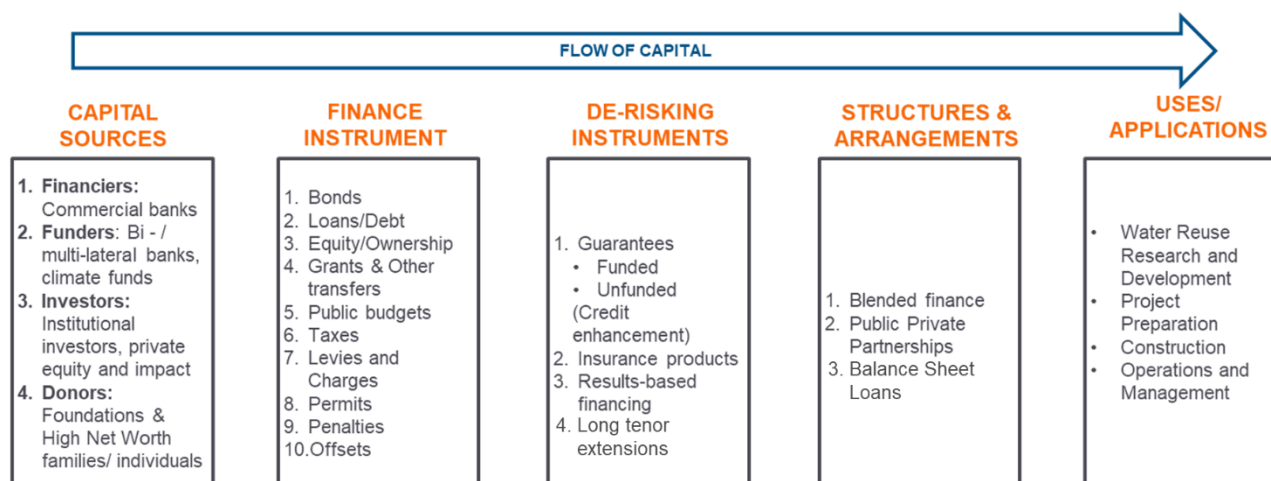 FLOW OF CAPITAL
CAPITAL
SOURCES
1. Financiers:
Commercial banks
2. Funders: Bi - /
multi-lateral banks,
climate funds
3. Investors:
Institutional
investors, private
equity and impact
4. Donors:
Foundations &
High Net Worth
families/ individuals
FINANCE
INSTRUMENT
1. Bonds
2. Loans/Debt
3. Equity/Ownership
4. Grants & Other
transfers
5. Public budgets
6. Taxes
7. Levies and
Charges
8. Permits
9. Penalties
10.Offsets
DE-RISKING
INSTRUMENTS
1. Guarantees
• Funded
• Unfunded
(Credit
enhancement)
2. Insurance products
3. Results-based
financing
4. Long tenor
extensions
STRUCTURES &
ARRANGEMENTS
1. Blended finance
2. Public Private
Partnerships
3. Balance Sheet
Loans
USES/
APPLICATIONS
• Water Reuse
Research and
Development
• Project
Preparation
• Construction
• Operations and
Management